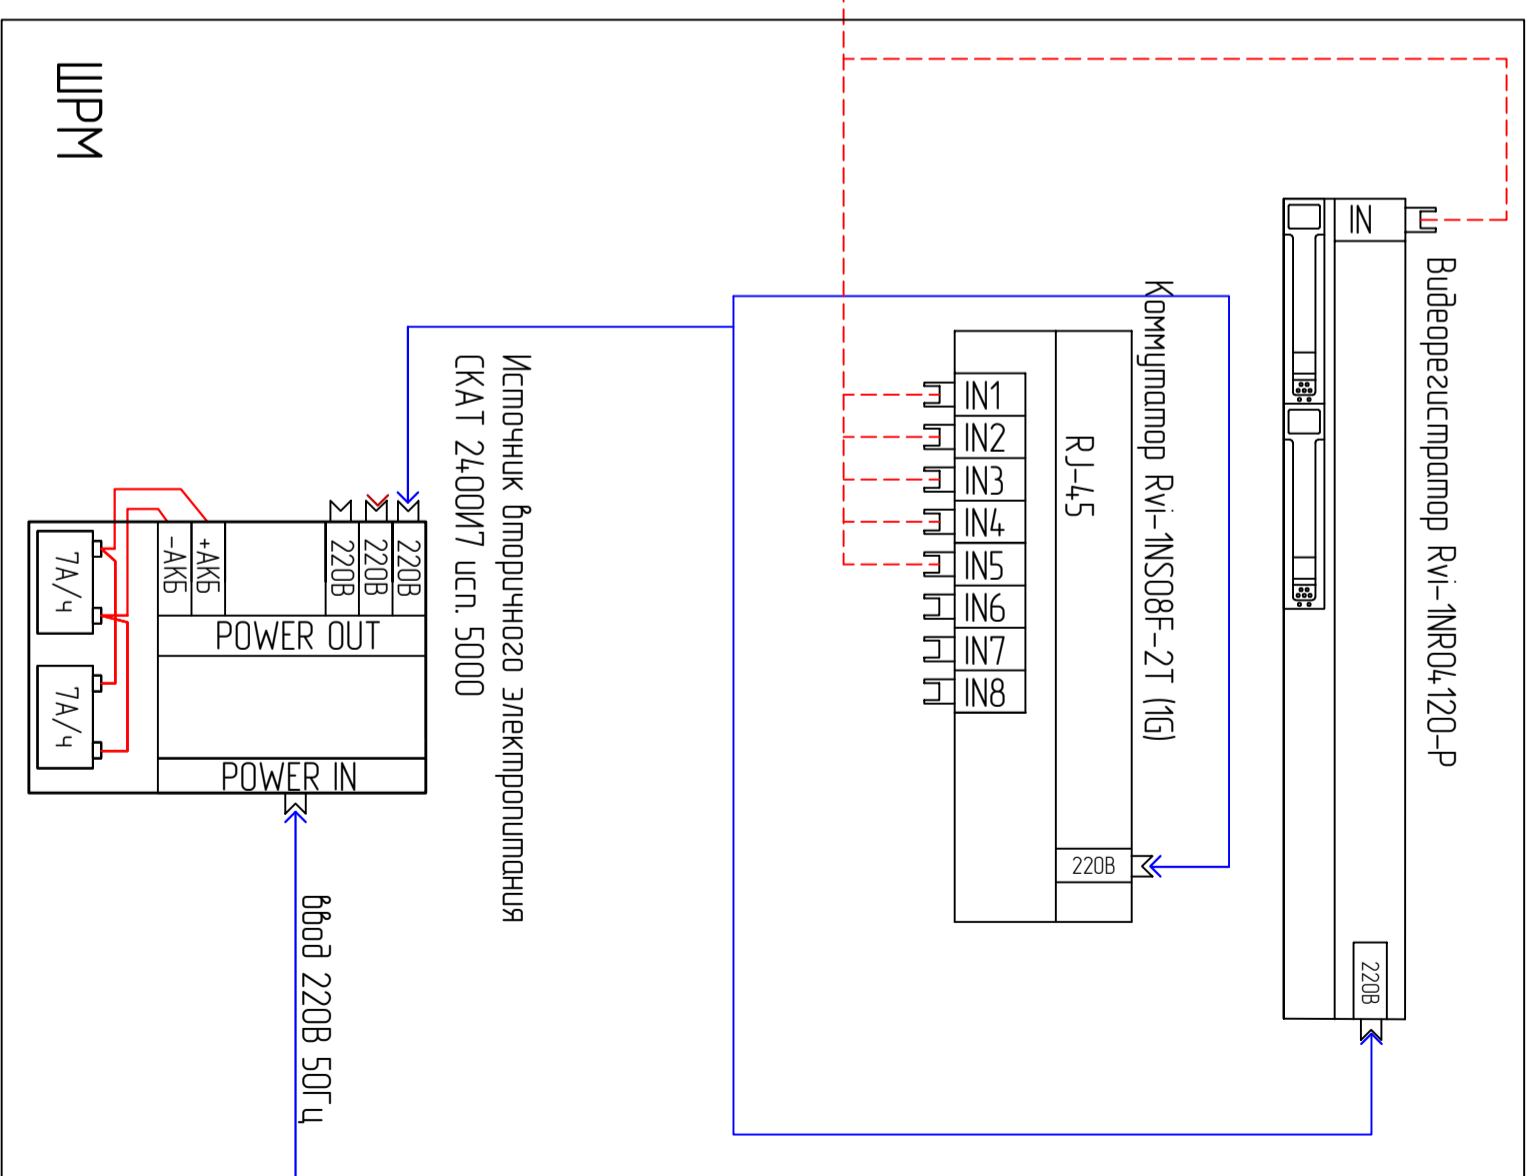 ШРМ
IN
Видеорегистратор Rvi-1NR04120-P
220В
Коммутатор Rvi-1NS08F-2T (1G)
RJ-45
IN1
IN2
IN3
IN4
IN5
IN6
IN7
IN8
220В
Источник вторичного электропитания
СКАТ 2400И7 исп. 5000
220В
220В
220В
+АКБ
-АКБ
POWER OUT
POWER IN
7А/ч
7А/ч
Ввод 220В 50Гц